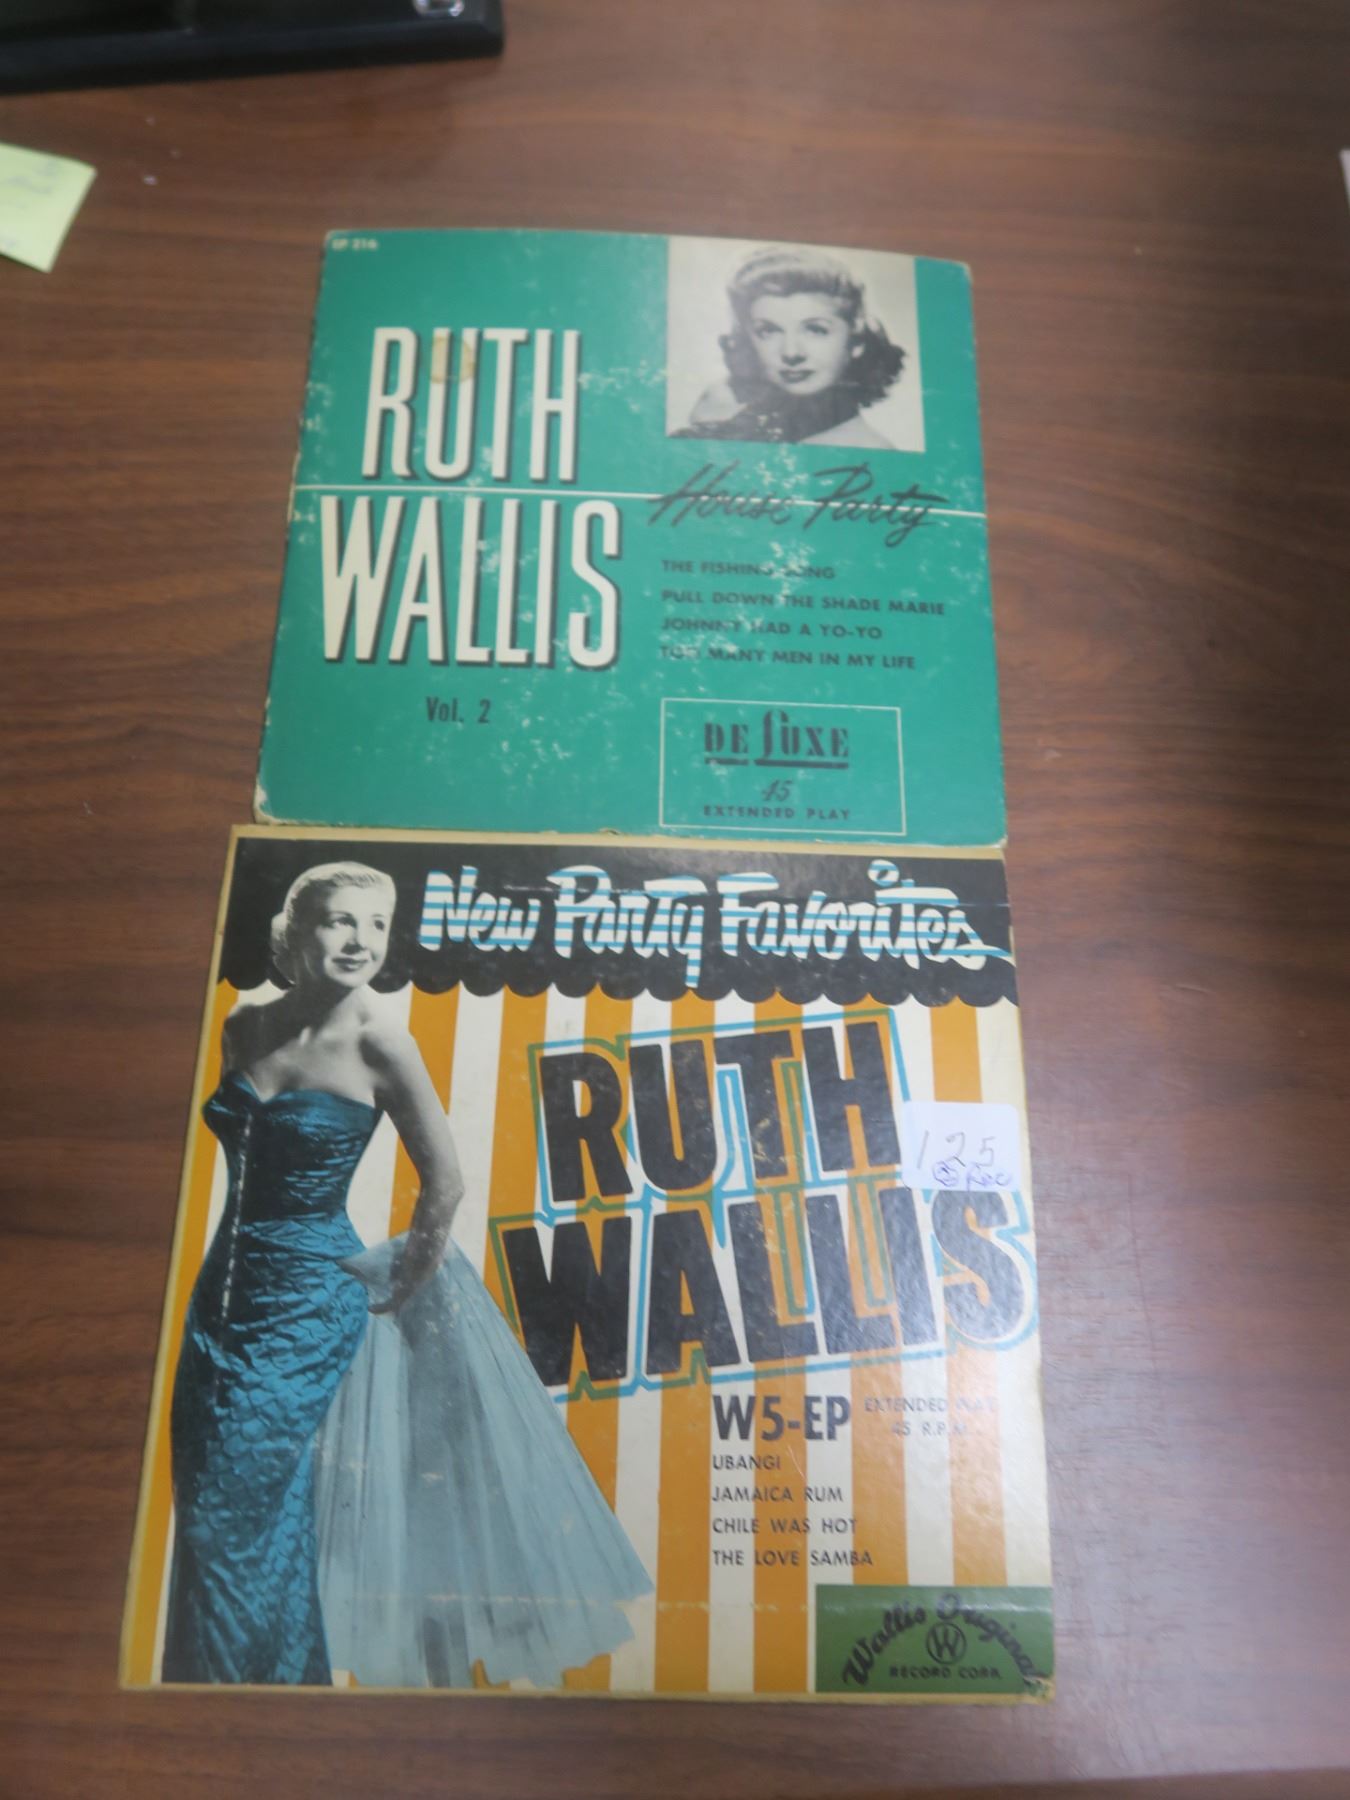 EP 216
RUTH
WALLIS
Vol. 2
House Party
THE FISHING SONG
PULL DOWN THE SHADE MARIE
JOHNNY HAD A YO-YO
TOO MANY MEN IN MY LIFE
DE LUXE
45
EXTENDED PLAY
New Party Favorites
RUTH
WALLIS
125
Rec
W5-EP
EXTENDED PLAY
45 R.P.M.
UBANGI
JAMAICA RUM
CHILE WAS HOT
THE LOVE SAMBA
Wallis Original
W
RECORD CORP.